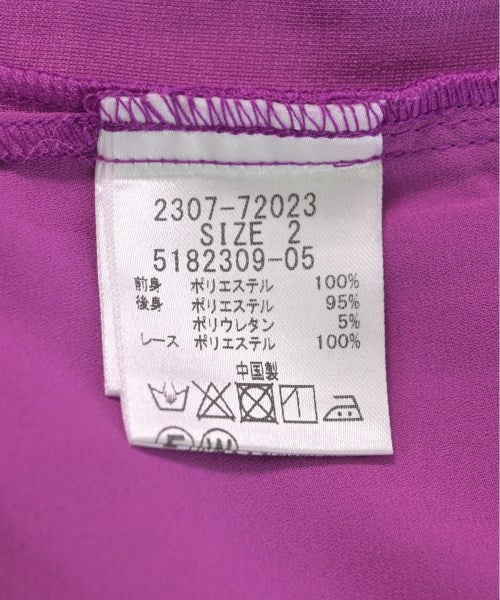 2307-72023
SIZE 2
5182309-05
前身 ポリエステル 100%
後身 ポリエステル 95%
ポリウレタン 5%
レース ポリエステル 100%
中国製
F W